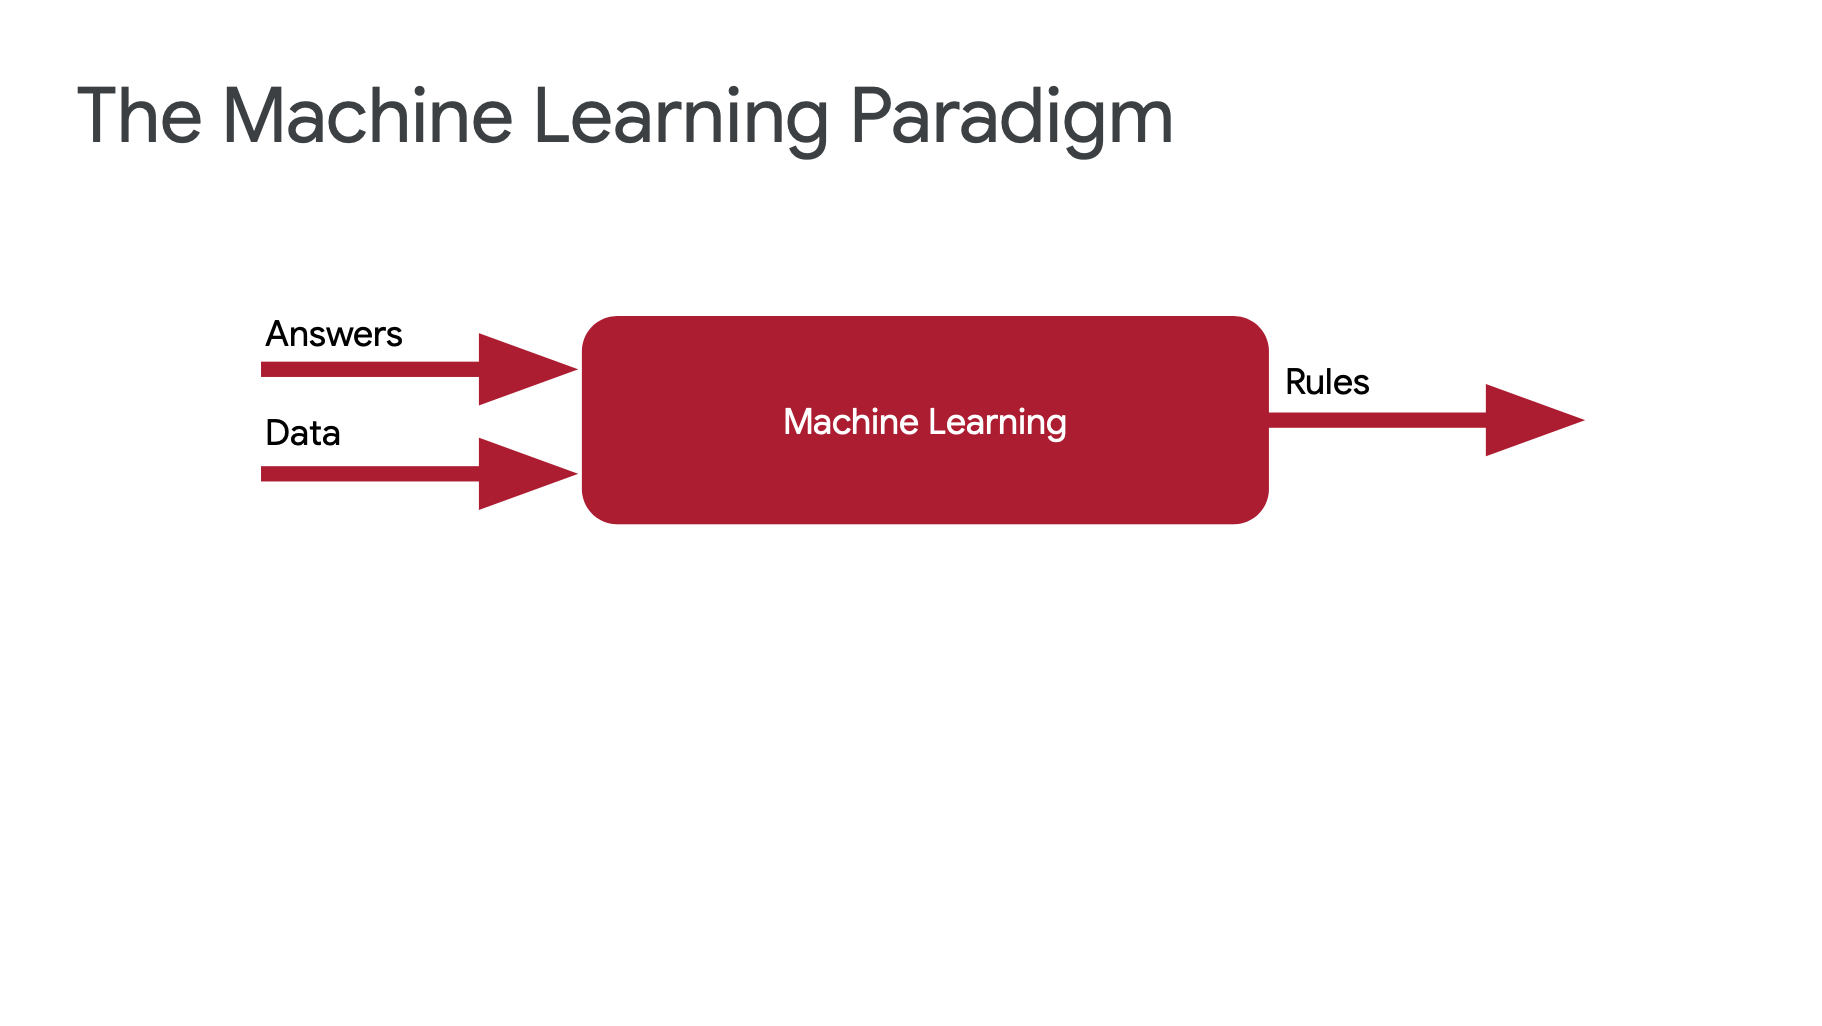 The Machine Learning Paradigm
Answers
Data
Machine Learning
Rules